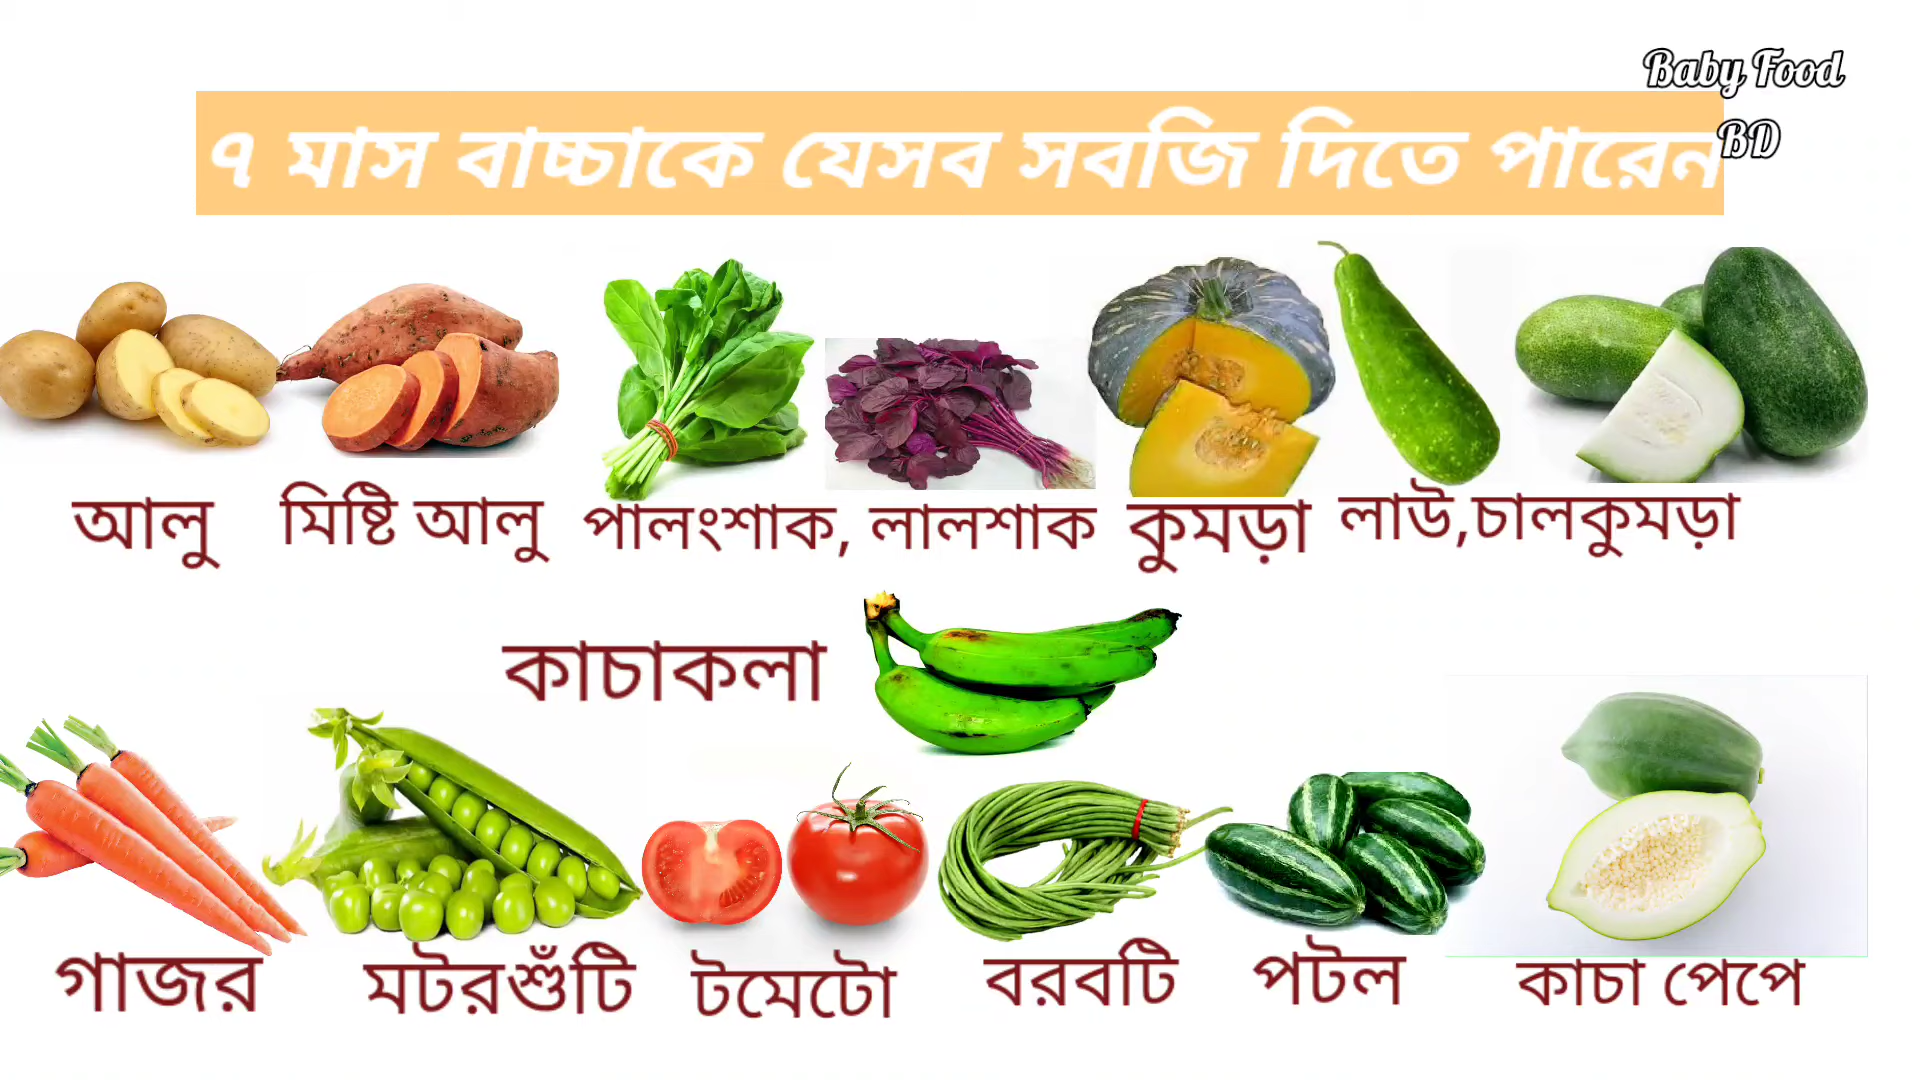 Baby Food
BD
৭ মাস বাচ্চাকে যেসব সবজি দিতে পারেন
আলু
মিষ্টি আলু
পালংশাক, লালশাক
কুমড়া
লাউ,চালকুমড়া
কাচাকলা
গাজর
মটরশুঁটি
টমেটো
বরবটি
পটল
কাচা পেপে